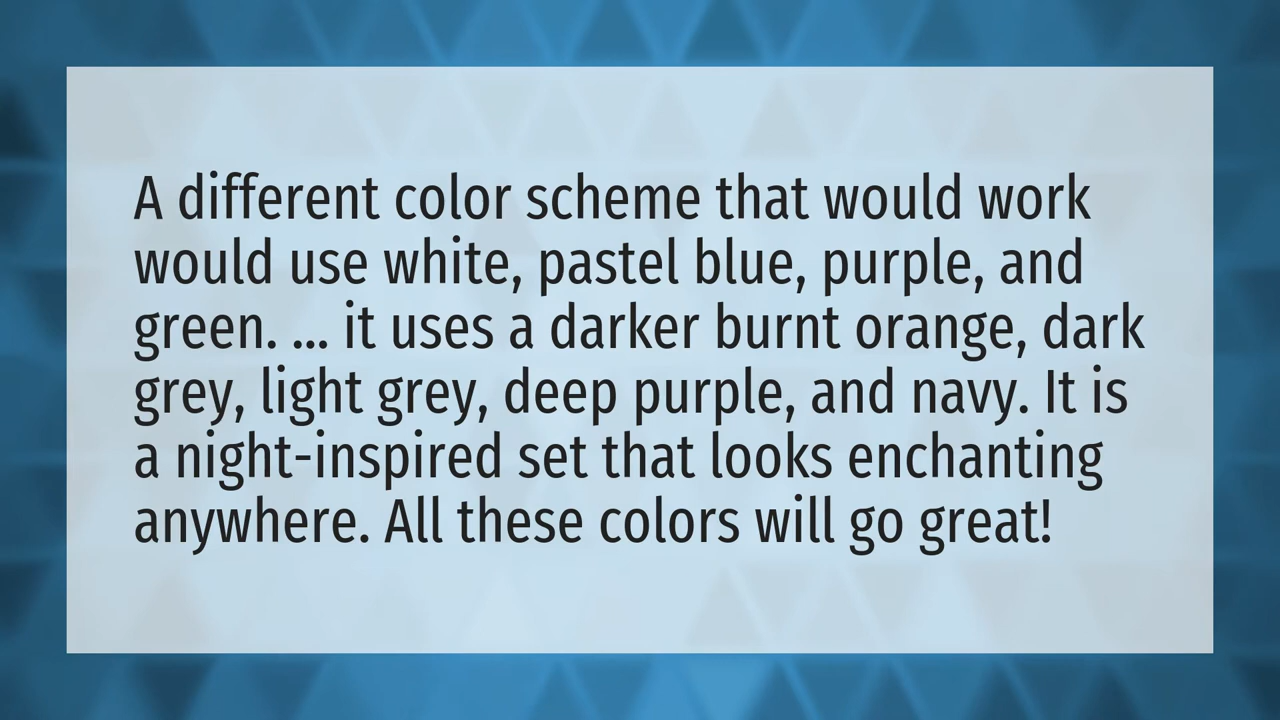 A different color scheme that would work
would use white, pastel blue, purple, and
green. ... it uses a darker burnt orange, dark
grey, light grey, deep purple, and navy. It is
a night-inspired set that looks enchanting
anywhere. All these colors will go great!